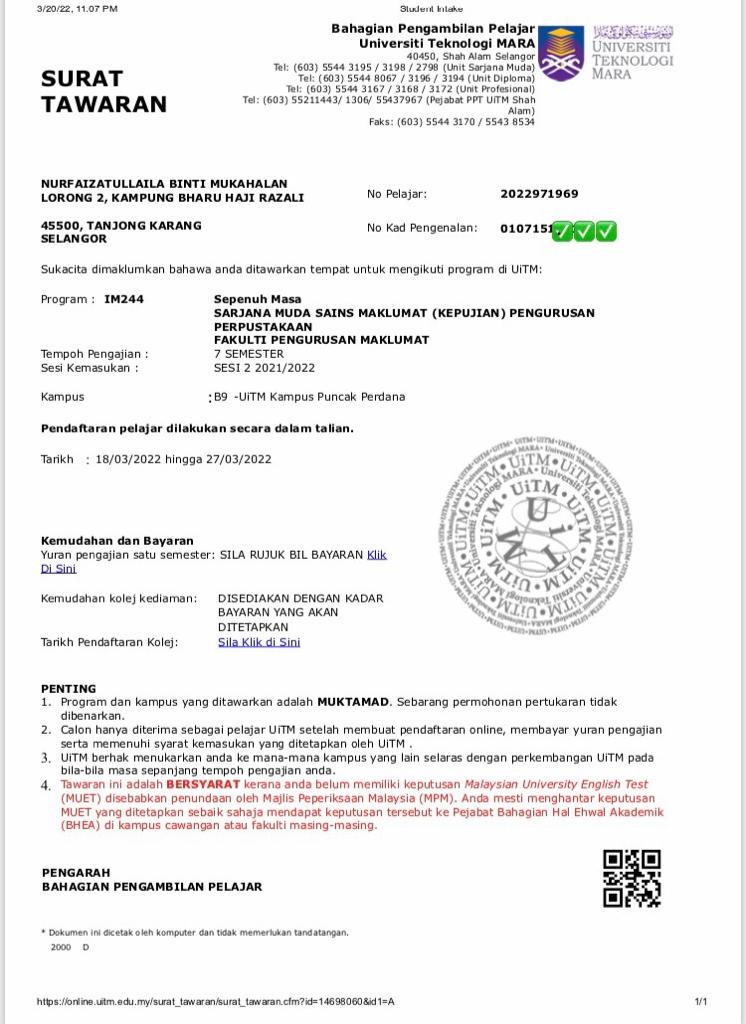 3/20/22, 11.07 PM Student Intake
Bahagian Pengambilan Pelajar
Universiti Teknologi MARA
40450, Shah Alam Selangor
Tel: (603) 5544 3195 / 3198 / 2798 (Unit Sarjana Muda)
Tel: (603) 5544 8067 / 3196 / 3194 (Unit Diploma)
Tel: (603) 5544 3167 / 3168 / 3172 (Unit Profesional)
Tel: (603) 55211443/ 1306/ 55437967 (Pejabat PPT UiTM Shah
Alam)
Faks: (603) 5544 3170 / 5543 8534
UNIVERSITI
TEKNOLOGI
MARA
SURAT
TAWARAN
NURFAIZATULLAILA BINTI MUKAHALAN
LORONG 2, KAMPUNG BHARU HAJI RAZALI
No Pelajar: 2022971969
45500, TANJONG KARANG
SELANGOR
No Kad Pengenalan: 0107151
Sukacita dimaklumkan bahawa anda ditawarkan tempat untuk mengikuti program di UiTM:
Program : IM244 Sepenuh Masa
SARJANA MUDA SAINS MAKLUMAT (KEPUJIAN) PENGURUSAN
PERPUSTAKAAN
FAKULTI PENGURUSAN MAKLUMAT
Tempoh Pengajian : 7 SEMESTER
Sesi Kemasukan : SESI 2 2021/2022
Kampus : B9 -UiTM Kampus Puncak Perdana
Pendaftaran pelajar dilakukan secara dalam talian.
Tarikh : 18/03/2022 hingga 27/03/2022
Kemudahan dan Bayaran
Yuran pengajian satu semester: SILA RUJUK BIL BAYARAN Klik
Di Sini
Kemudahan kolej kediaman: DISEDIAKAN DENGAN KADAR
BAYARAN YANG AKAN
DITETAPKAN
Tarikh Pendaftaran Kolej: Sila Klik di Sini
UiTM
PENTING
1. Program dan kampus yang ditawarkan adalah MUKTAMAD. Sebarang permohonan pertukaran tidak
dibenarkan.
2. Calon hanya diterima sebagai pelajar UiTM setelah membuat pendaftaran online, membayar yuran pengajian
serta memenuhi syarat kemasukan yang ditetapkan oleh UiTM .
3. UiTM berhak menukarkan anda ke mana-mana kampus yang lain selaras dengan perkembangan UiTM pada
bila-bila masa sepanjang tempoh pengajian anda.
4. Tawaran ini adalah BERSYARAT kerana anda belum memiliki keputusan Malaysian University English Test
(MUET) disebabkan penundaan oleh Majlis Peperiksaan Malaysia (MPM). Anda mesti menghantar keputusan
MUET yang ditetapkan sebaik sahaja mendapat keputusan tersebut ke Pejabat Bahagian Hal Ehwal Akademik
(BHEA) di kampus cawangan atau fakulti masing-masing.
PENGARAH
BAHAGIAN PENGAMBILAN PELAJAR
* Dokumen ini dicetak oleh komputer dan tidak memerlukan tandatangan.
2000 D
https://online.uitm.edu.my/surat_tawaran/surat_tawaran.cfm?id=14698060&id1=A 1/1